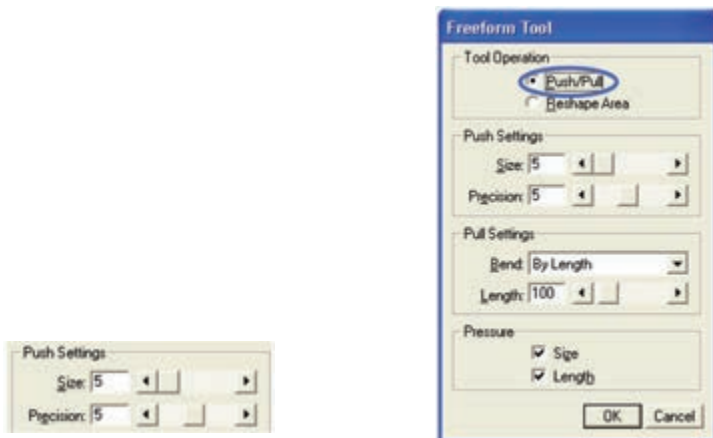 Push Settings
Size: 5
Precision: 5
Freeform Tool
Tool Operation
Push/Pull
Reshape Area
Push Settings
Size: 5
Precision: 5
Pull Settings
Bend: By Length
Length: 100
Pressure
Size
Length
OK Cancel